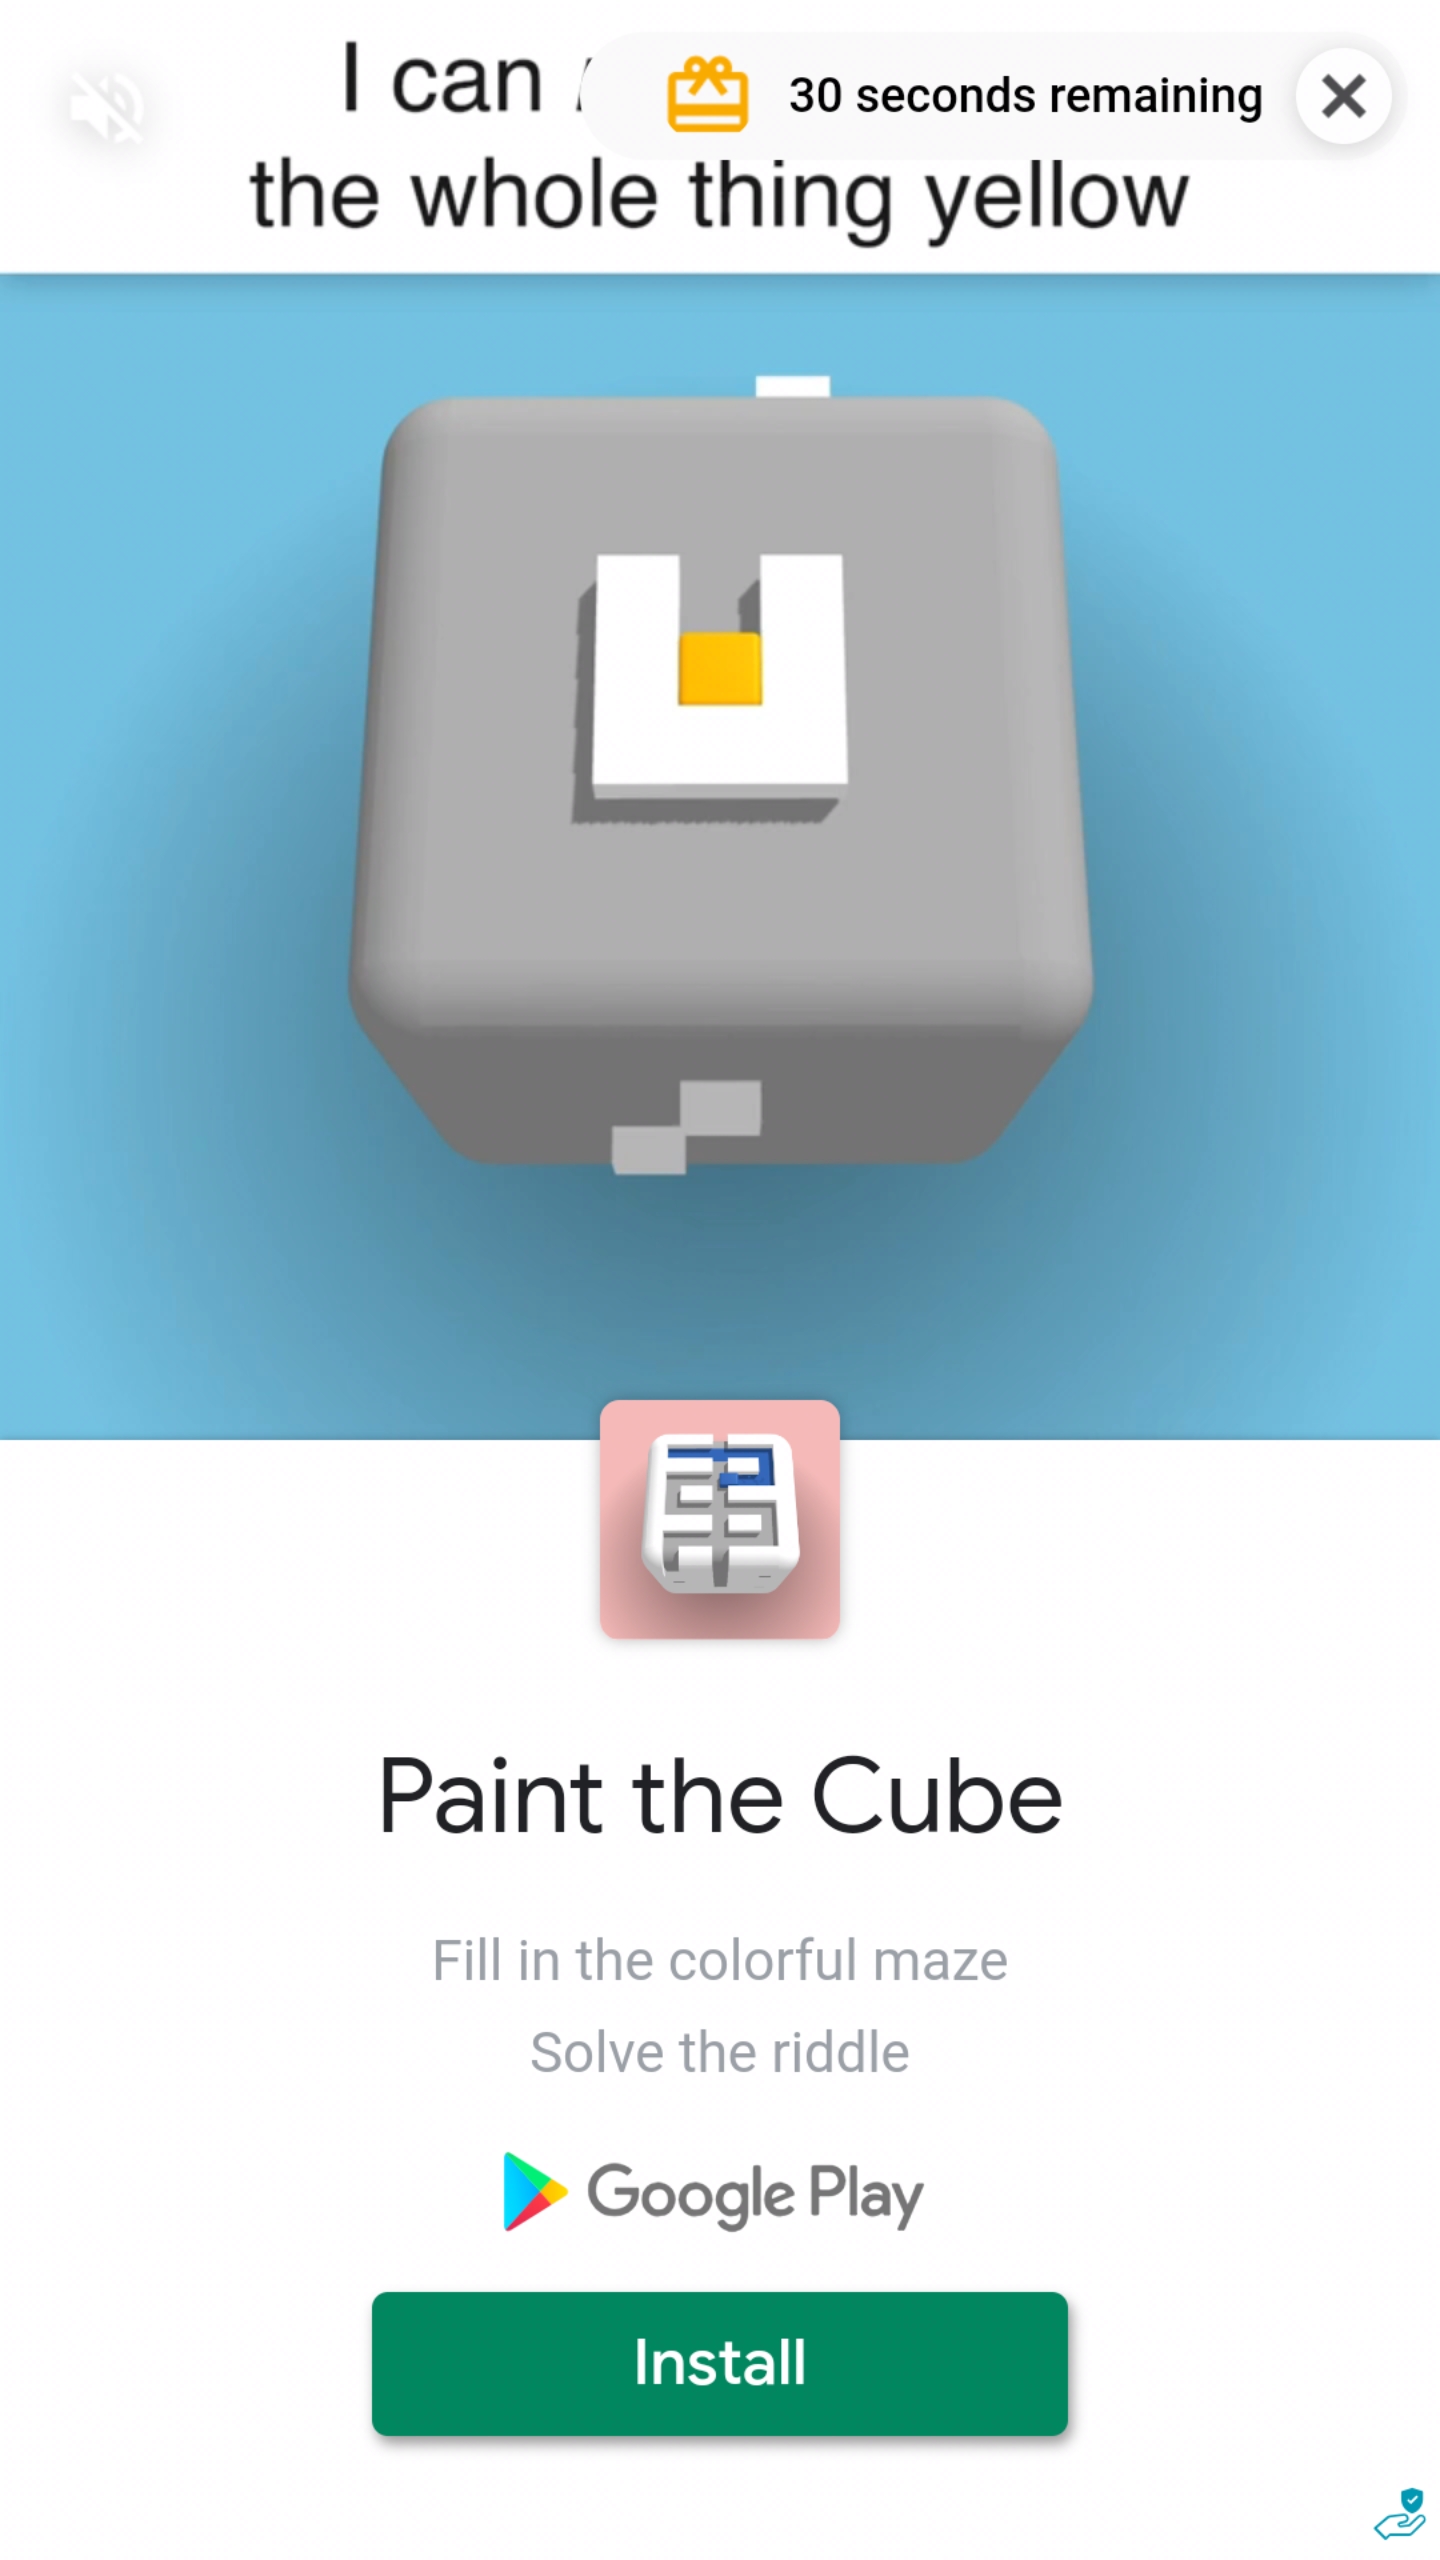 I can
30 seconds remaining
the whole thing yellow
Paint the Cube
Fill in the colorful maze
Solve the riddle
Google Play
Install